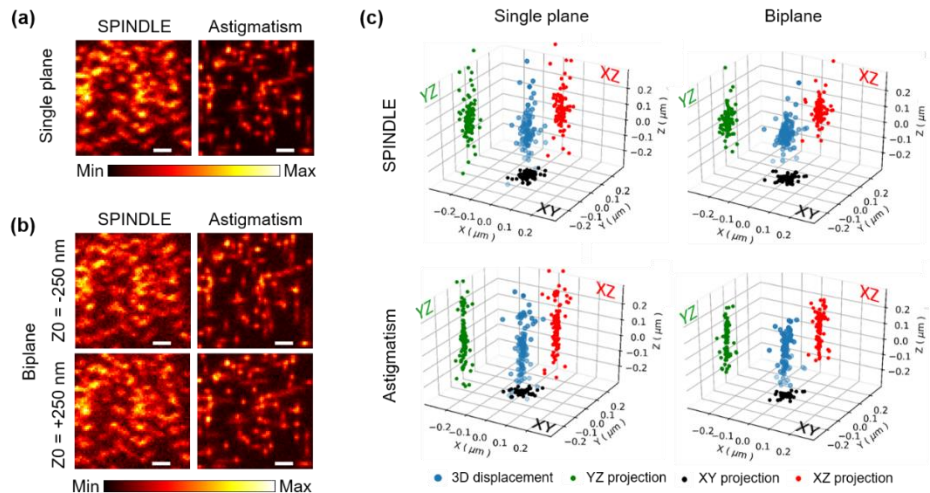 (a)
SPINDLE Astigmatism
Single plane
Min Max
(b)
SPINDLE Astigmatism
Biplane
Z0 = -250 nm
Z0 = +250 nm
Min Max
(c)
Single plane Biplane
SPINDLE
YZ
XZ
XY
0.2
0.1
0.0
−0.1
−0.2
Z ( μm )
−0.2 −0.1 0.0 0.1 0.2
X ( μm )
−0.2 −0.1 0.0 0.1 0.2
Y ( μm )
YZ
XZ
XY
0.2
0.1
0.0
−0.1
−0.2
Z ( μm )
−0.2 −0.1 0.0 0.1 0.2
X ( μm )
−0.2 −0.1 0.0 0.1 0.2
Y ( μm )
Astigmatism
YZ
XZ
XY
0.2
0.1
0.0
−0.1
−0.2
Z ( μm )
−0.2 −0.1 0.0 0.1 0.2
X ( μm )
−0.2 −0.1 0.0 0.1 0.2
Y ( μm )
YZ
XZ
XY
0.2
0.1
0.0
−0.1
−0.2
Z ( μm )
−0.2 −0.1 0.0 0.1 0.2
X ( μm )
−0.2 −0.1 0.0 0.1 0.2
Y ( μm )
3D displacement YZ projection XY projection XZ projection